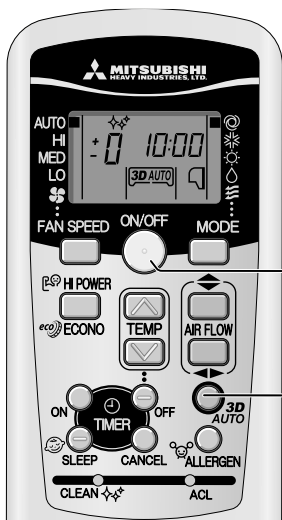 MITSUBISHI
HEAVY INDUSTRIES, LTD.
AUTO
HI
MED
LO
+
-
0
10:00
3D AUTO
FAN SPEED
ON/OFF
MODE
HI POWER
eco
ECONO
TEMP
AIR FLOW
ON
OFF
TIMER
3D
AUTO
SLEEP
CANCEL
ALLERGEN
CLEAN
ACL